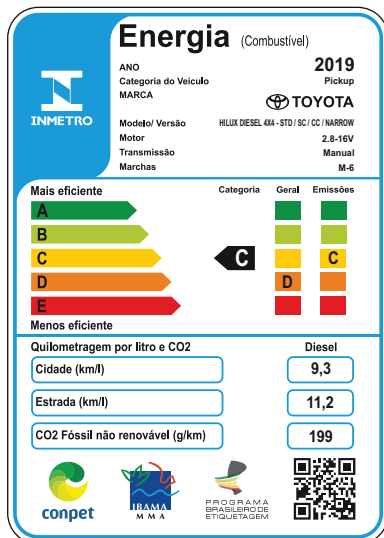 Energia (Combustível)
ANO 2019
Categoria do Veículo Pickup
MARCA TOYOTA
INMETRO
Modelo/ Versão HILUX DIESEL 4X4 - STD / SC / CC / NARROW
Motor 2.8-16V
Transmissão Manual
Marchas M-6
Mais eficiente Categoria Geral Emissões
A
B
C C C
D D
E
Menos eficiente
Quilometragem por litro e CO2 Diesel
Cidade (km/l) 9,3
Estrada (km/l) 11,2
CO2 Fóssil não renovável (g/km) 199
conpet
IBAMA
MMA
PROGRAMA
BRASILEIRO DE
ETIQUETAGEM